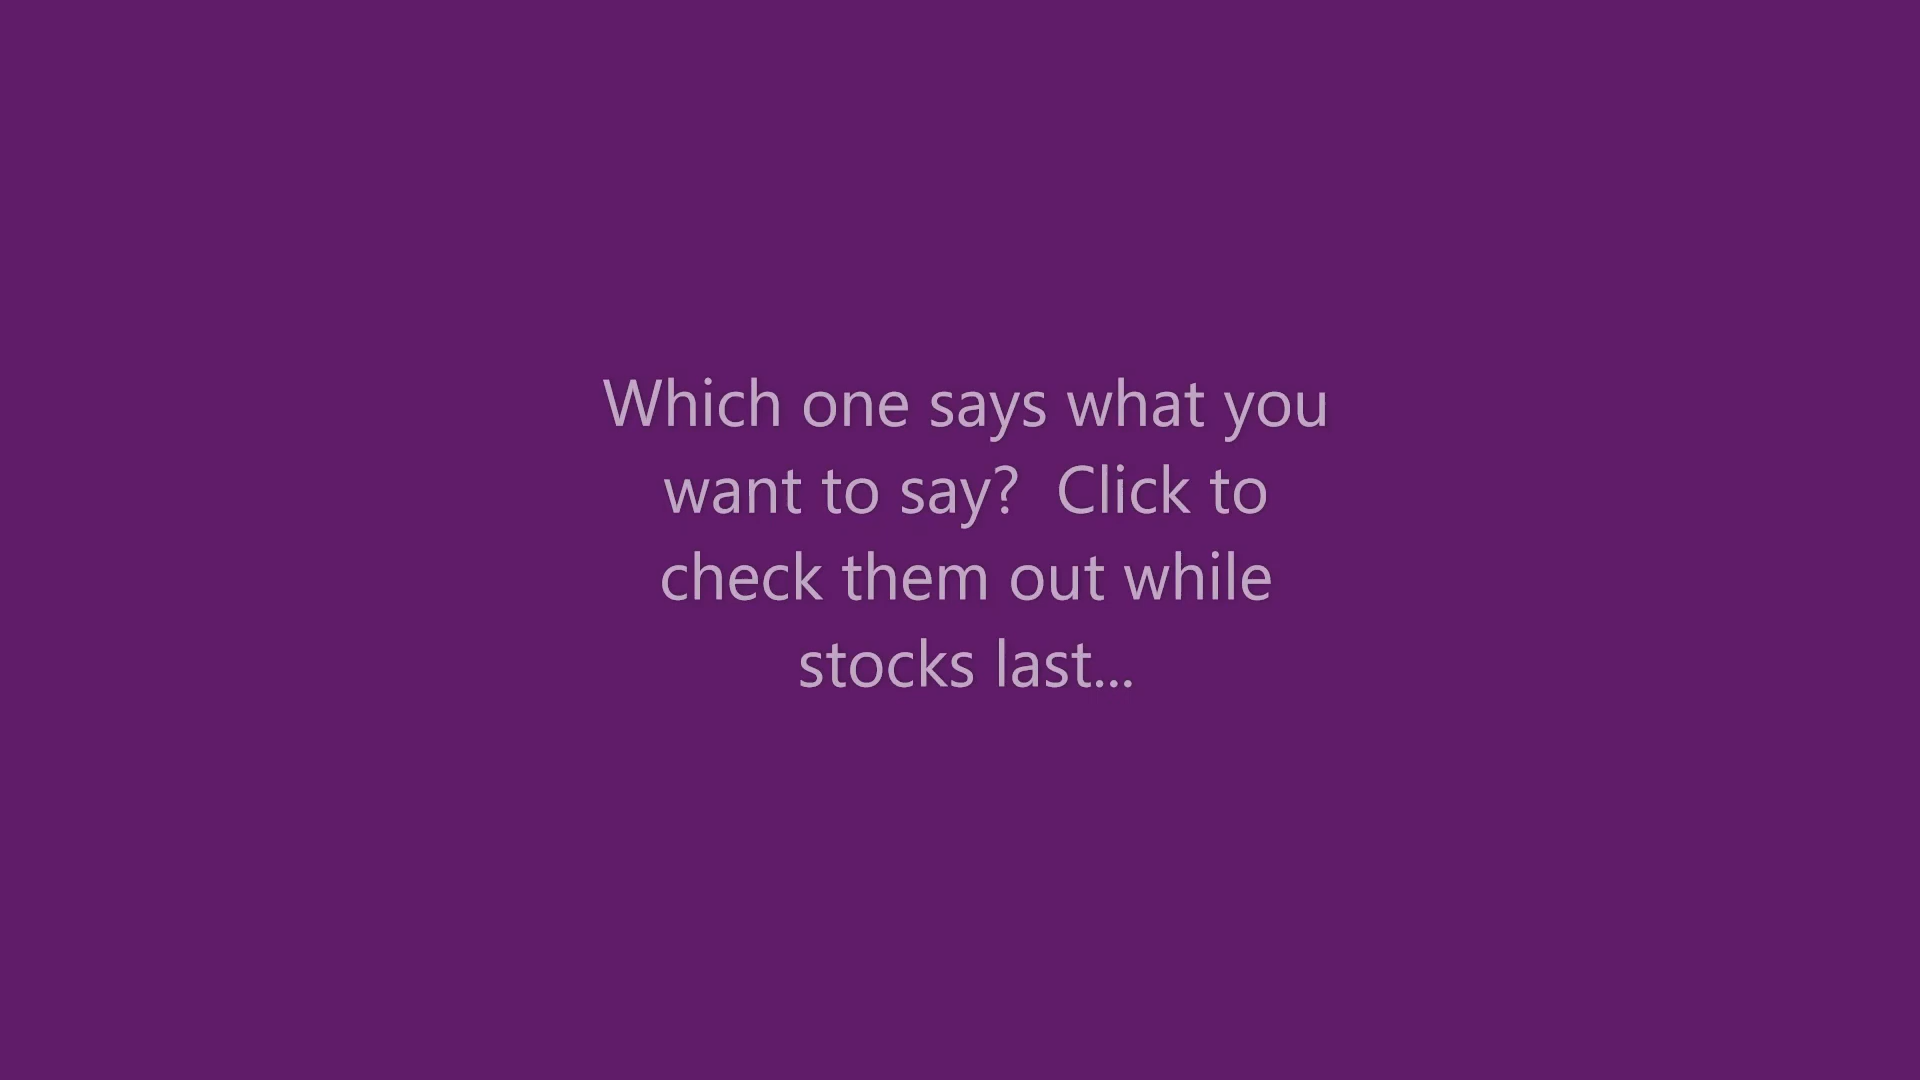 Which one says what you
want to say?  Click to
check them out while
stocks last...